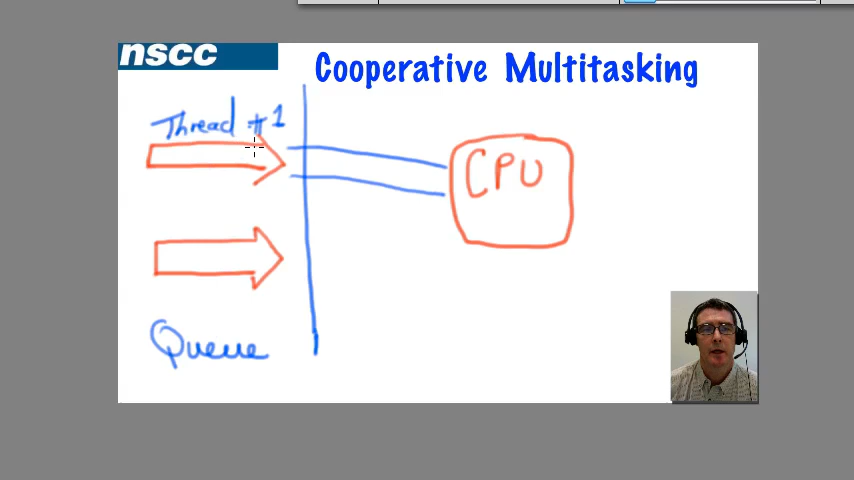 nscc
Cooperative Multitasking
Thread #1
CPU
Queue